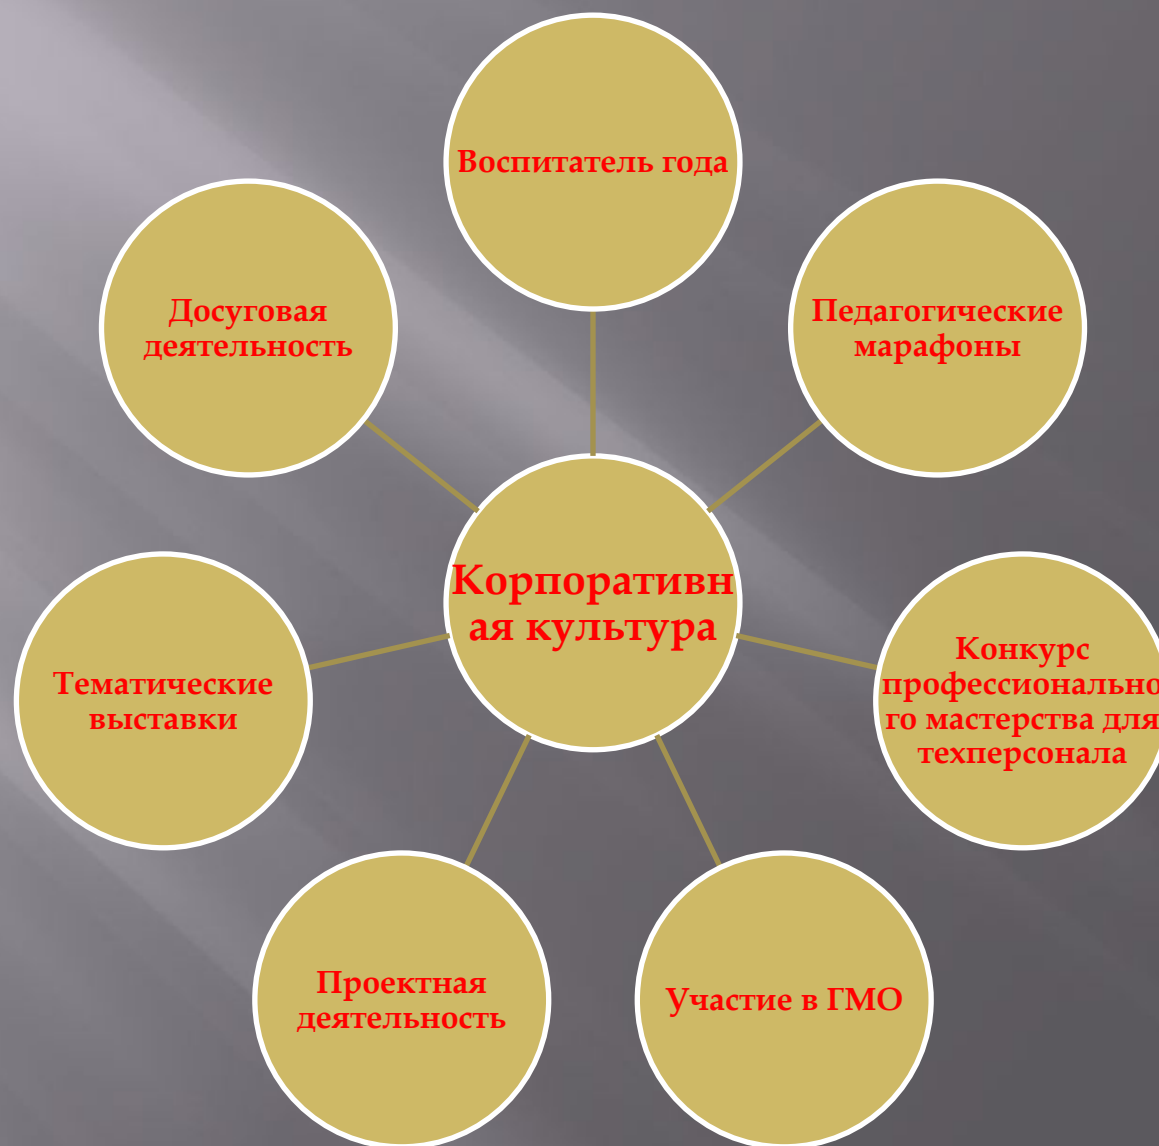 Воспитатель года
Педагогические
марафоны
Конкурс
профессионально
го мастерства для
техперсонала
Участие в ГМО
Проектная
деятельность
Тематические
выставки
Досуговая
деятельность
Корпоративн
ая культура